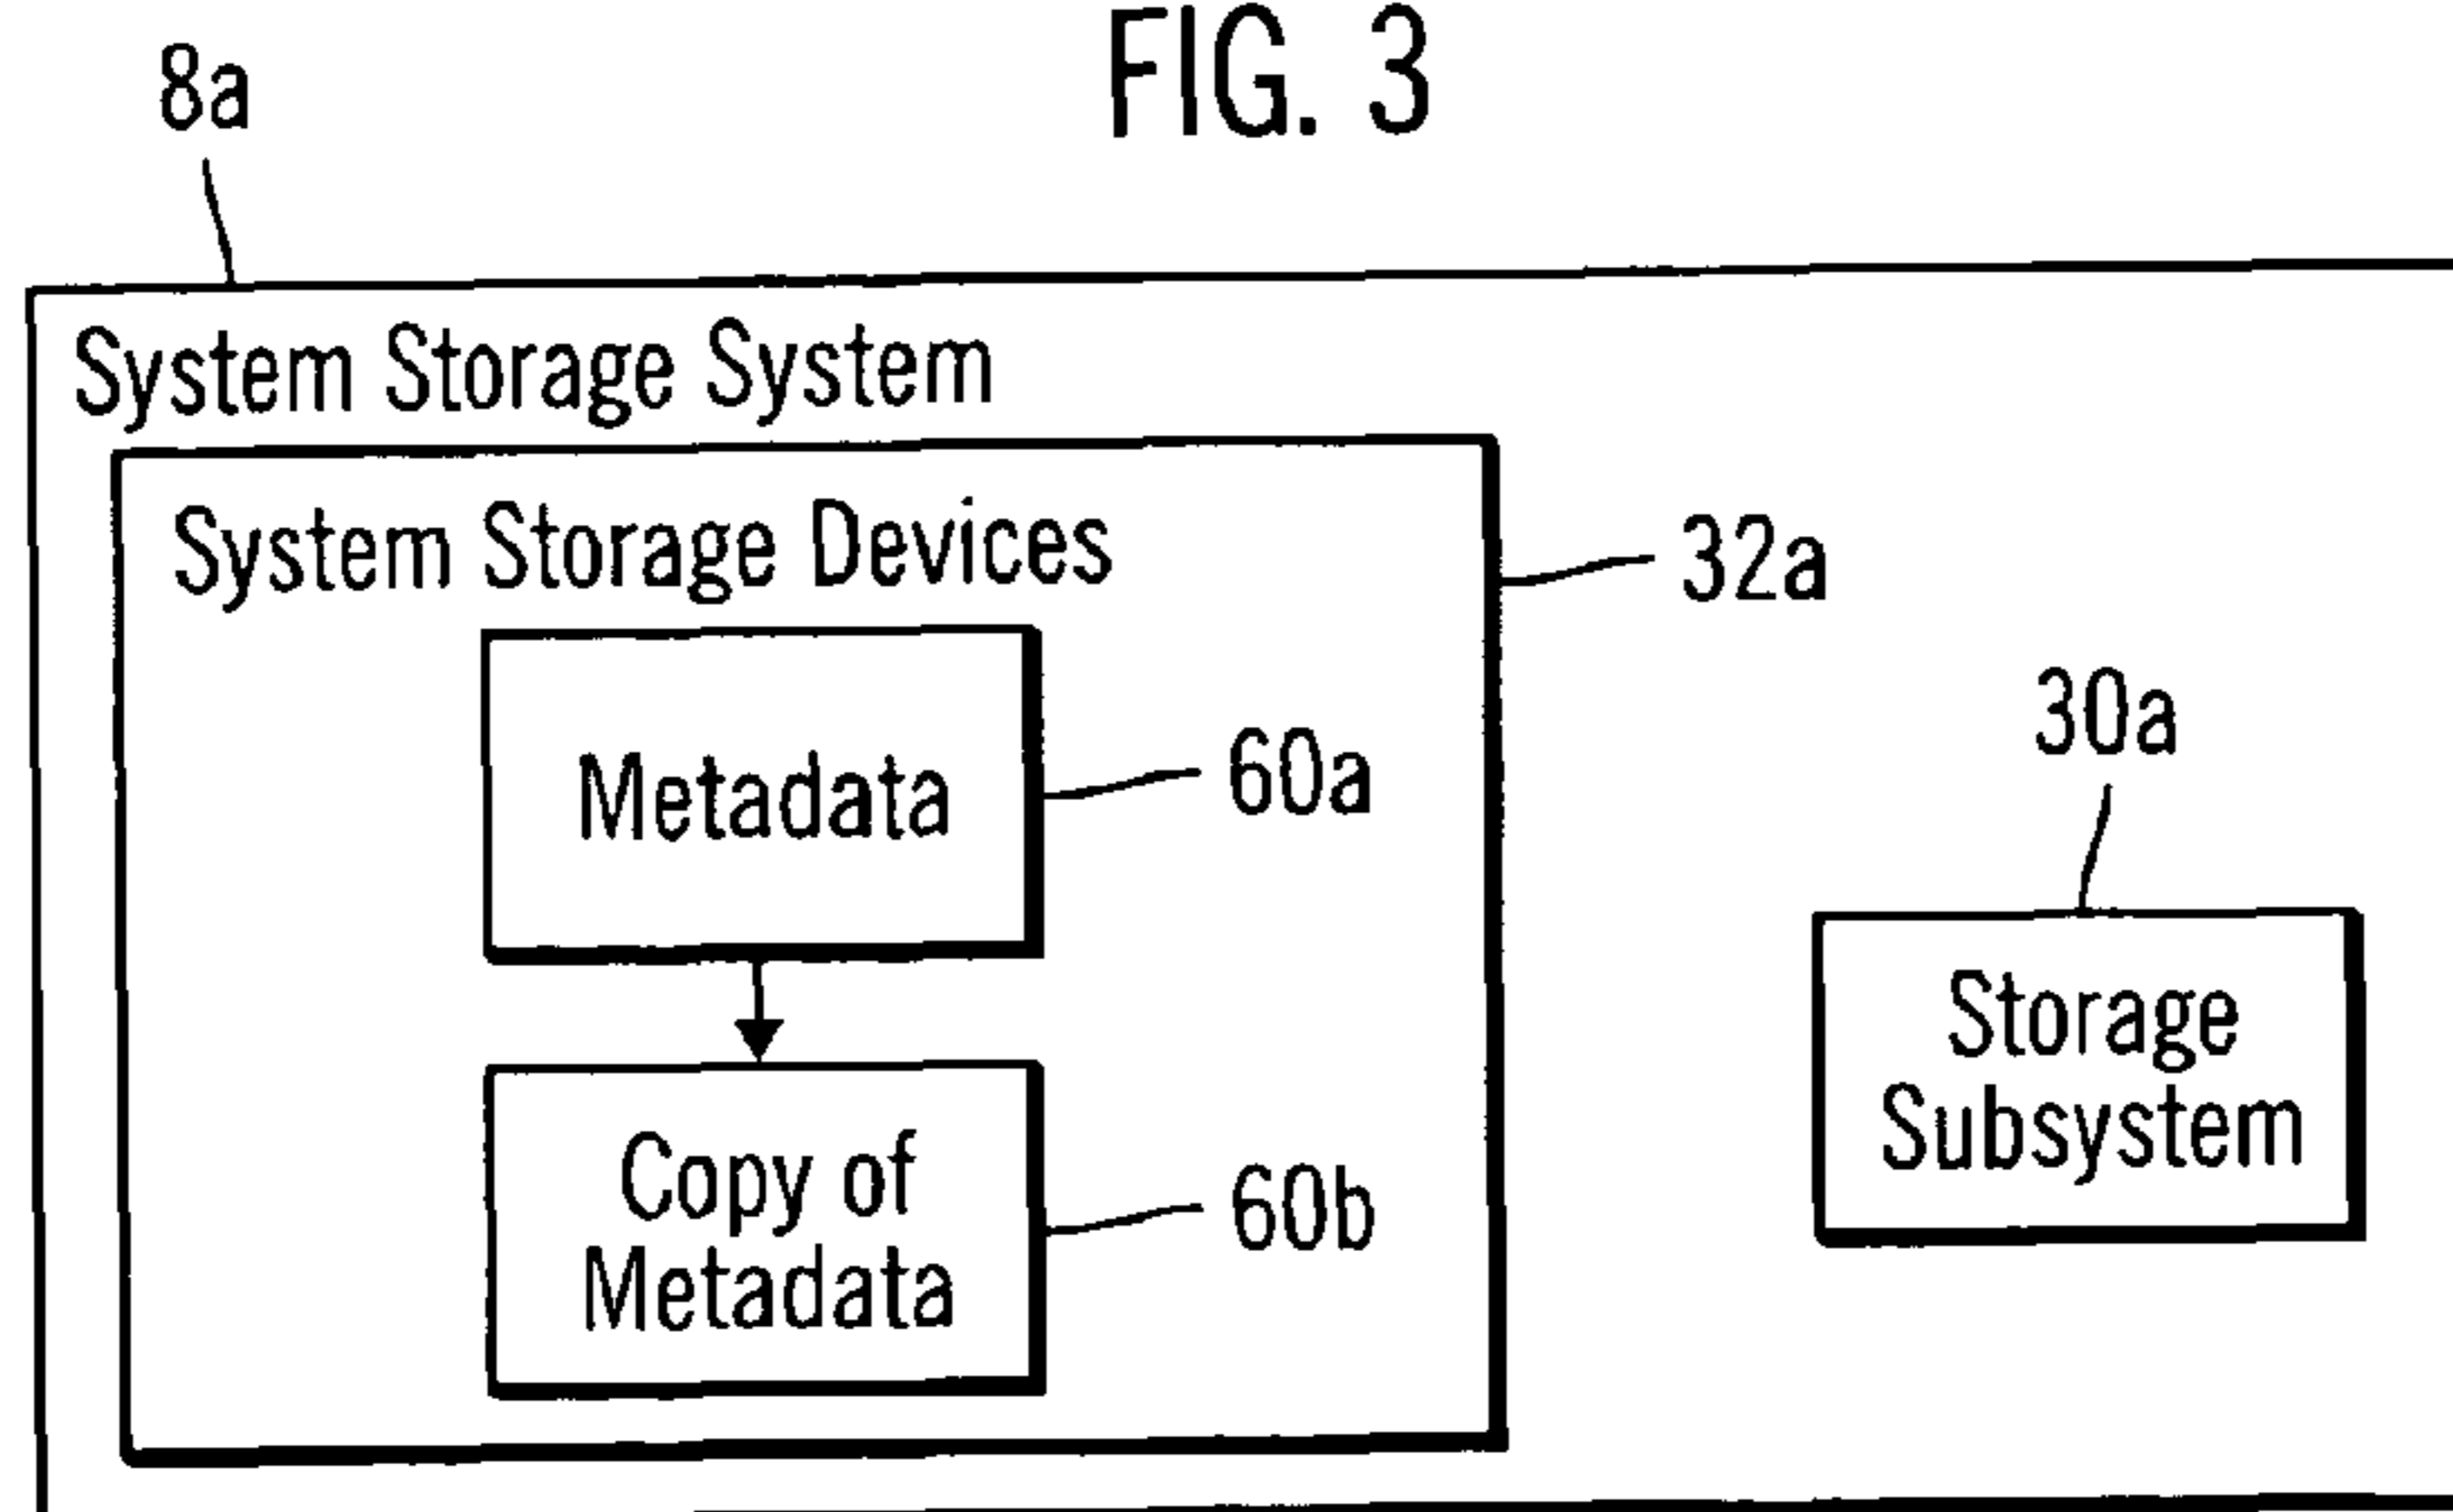 FIG. 3
8a
System Storage System
System Storage Devices
32a
Metadata
60a
30a
Storage
Subsystem
Copy of
Metadata
60b